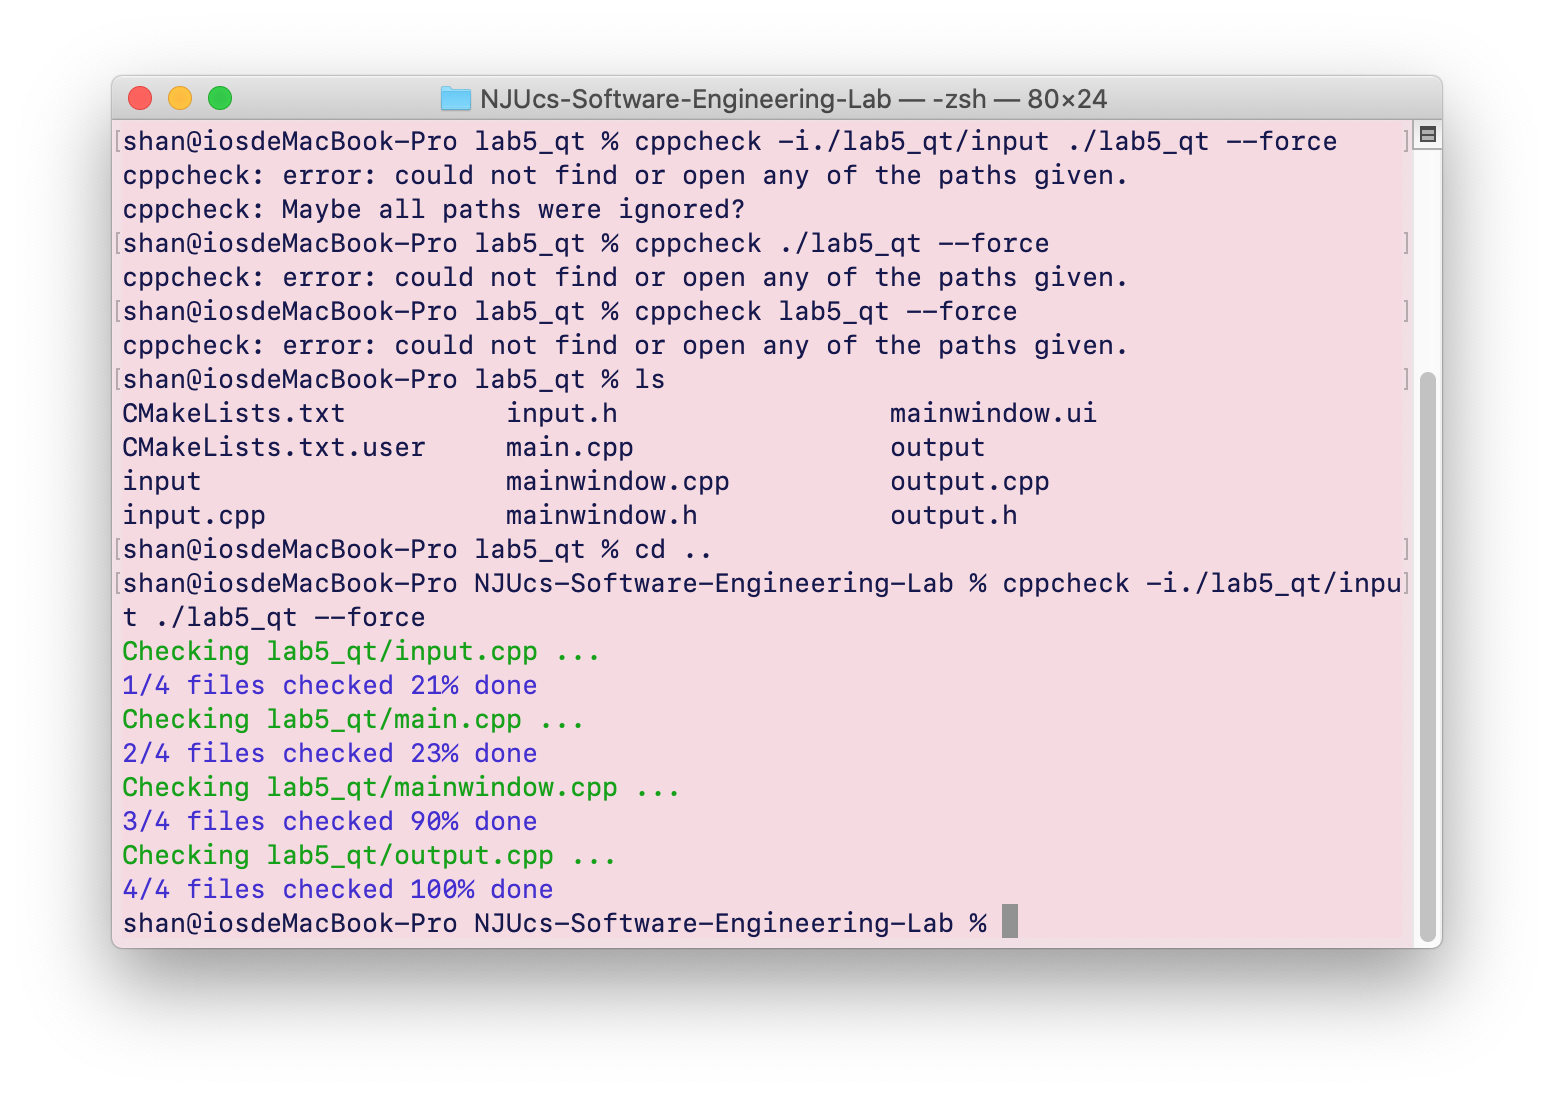 NJUcs-Software-Engineering-Lab — -zsh — 80×24
[shan@iosdeMacBook-Pro lab5_qt % cppcheck -i./lab5_qt/input ./lab5_qt --force ]
cppcheck: error: could not find or open any of the paths given.
cppcheck: Maybe all paths were ignored?
[shan@iosdeMacBook-Pro lab5_qt % cppcheck ./lab5_qt --force ]
cppcheck: error: could not find or open any of the paths given.
[shan@iosdeMacBook-Pro lab5_qt % cppcheck lab5_qt --force ]
cppcheck: error: could not find or open any of the paths given.
[shan@iosdeMacBook-Pro lab5_qt % ls ]
CMakeLists.txt input.h mainwindow.ui
CMakeLists.txt.user main.cpp output
input mainwindow.cpp output.cpp
input.cpp mainwindow.h output.h
[shan@iosdeMacBook-Pro lab5_qt % cd .. ]
[shan@iosdeMacBook-Pro NJUcs-Software-Engineering-Lab % cppcheck -i./lab5_qt/inpu]
t ./lab5_qt --force
Checking lab5_qt/input.cpp ...
1/4 files checked 21% done
Checking lab5_qt/main.cpp ...
2/4 files checked 23% done
Checking lab5_qt/mainwindow.cpp ...
3/4 files checked 90% done
Checking lab5_qt/output.cpp ...
4/4 files checked 100% done
shan@iosdeMacBook-Pro NJUcs-Software-Engineering-Lab %